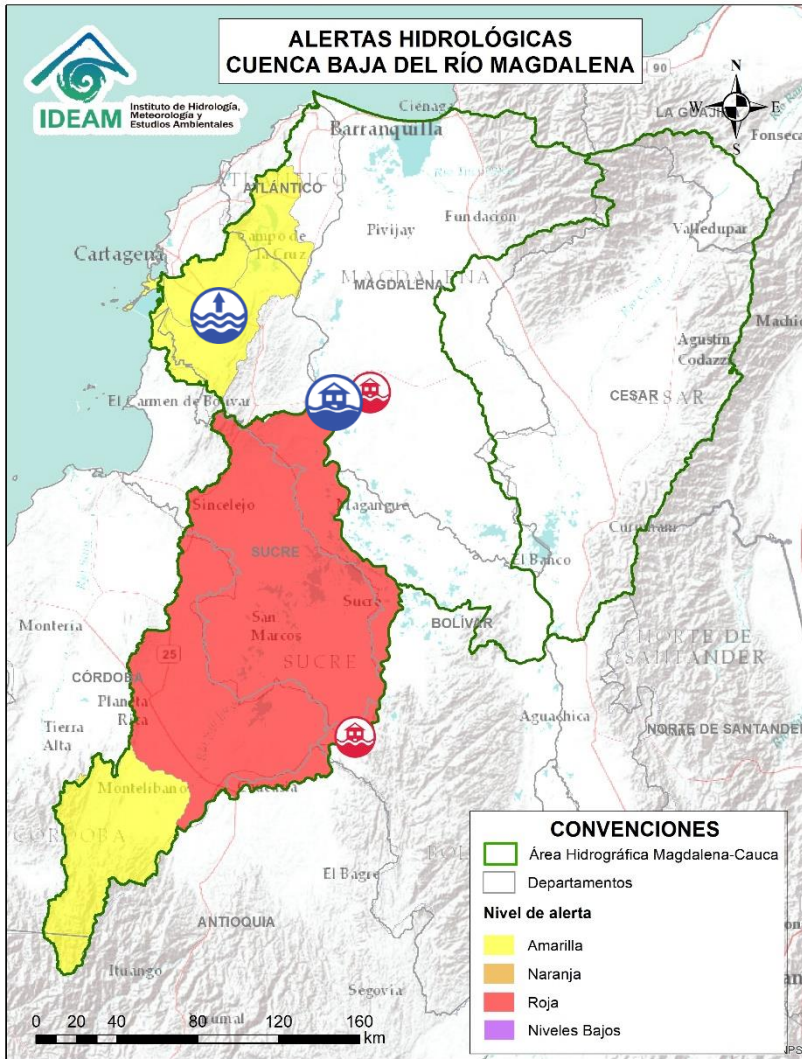 ALERTAS HIDROLÓGICAS
CUENCA BAJA DEL RÍO MAGDALENA
IDEAM
Instituto de Hidrología,
Meteorología y
Estudios Ambientales
N
W
E
S
90
Ciénaga
LA GUAJI
Barranquilla
Fonseca
ATLÁNTICO
Fundación
Pivijay
Valledupar
Campo de
la Cruz
Cartagena
MAGDALENA
MAGDALENA
Agustín
Codazzi
CESAR
CESAR
El Carmen de Bolívar
Sincelejo
Magangué
El Banco
SUCRE
Sucre
BOLÍVAR
Montería
San
Marcos
SUCRE
NORTE DE
SANTANDER
25
CÓRDOBA
Planeta
Rica
Tierra
Alta
Aguachica
NORTE DE SANTANDER
Montelíbano
CÓRDOBA
El Bagre
ANTIOQUIA
Ituango
Segovia
CONVENCIONES
Área Hidrográfica Magdalena-Cauca
Departamentos
Nivel de alerta
Amarilla
Naranja
Roja
Niveles Bajos
0 20 40 80 120 160
km